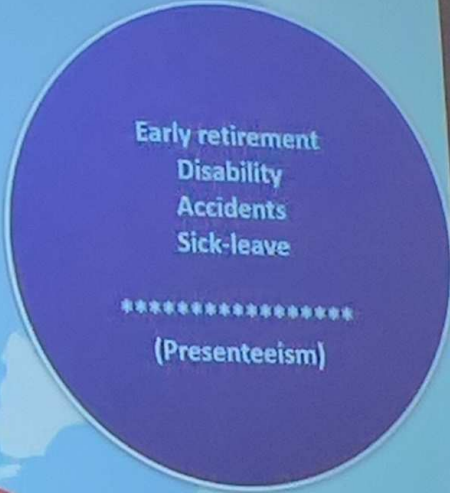 Early retirement
Disability
Accidents
Sick-leave
*****************
(Presenteeism)